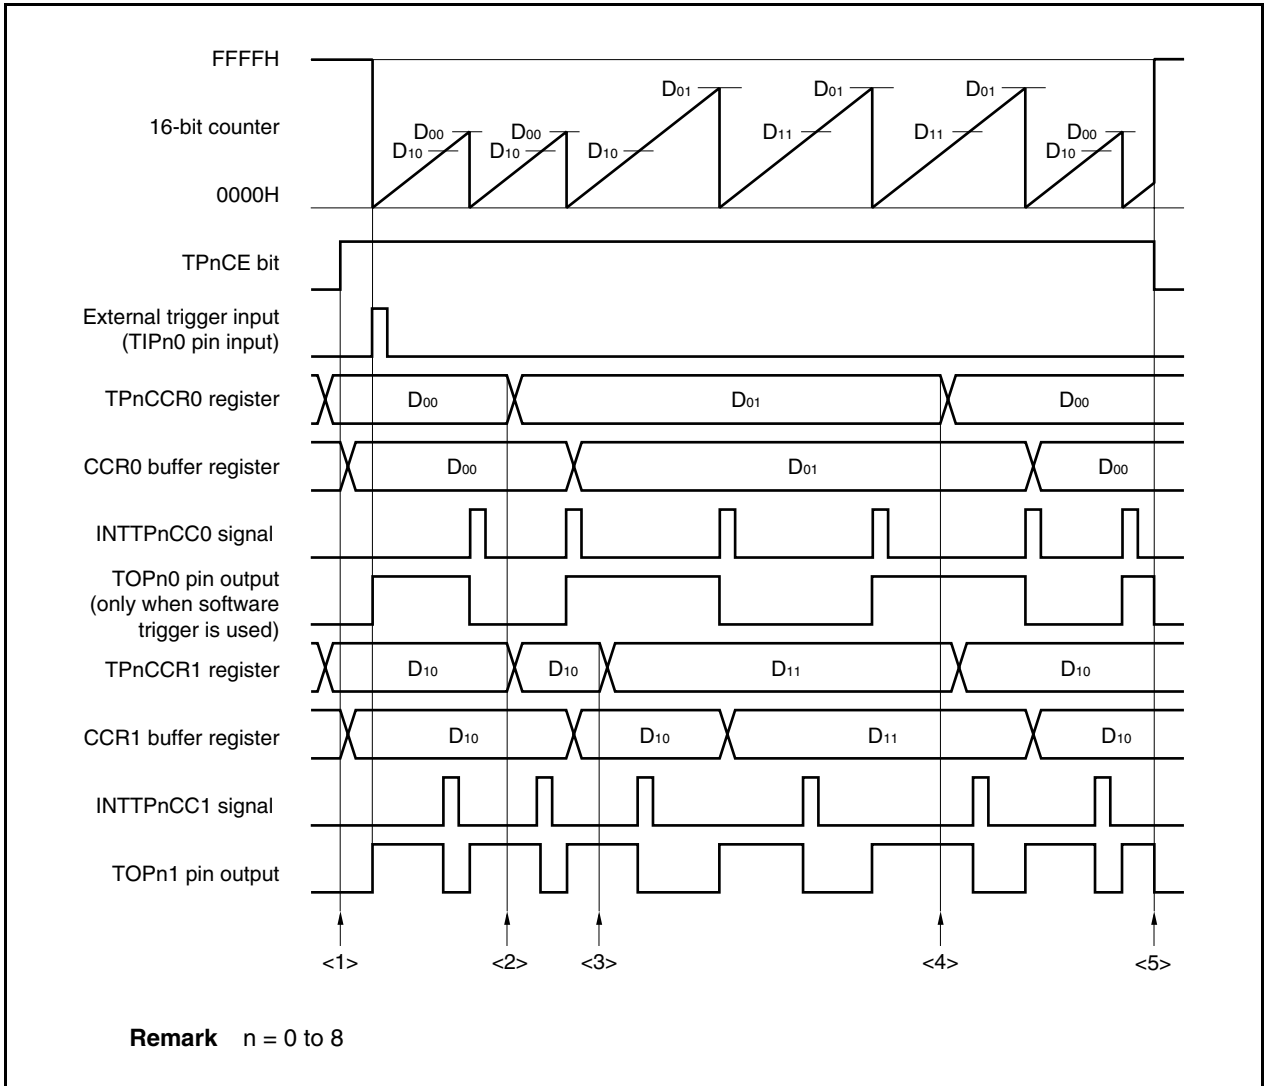 FFFFH
D01 D01 D01
16-bit counter
D00 D00 D11 D11 D00
D10 D10 D10 D10
0000H
TPnCE bit
External trigger input
(TIPn0 pin input)
TPnCCR0 register D00 D01 D00
CCR0 buffer register D00 D01 D00
INTTPnCC0 signal
TOPn0 pin output
(only when software
trigger is used)
TPnCCR1 register D10 D10 D11 D10
CCR1 buffer register D10 D10 D11 D10
INTTPnCC1 signal
TOPn1 pin output
<1> <2> <3> <4> <5>
Remark n = 0 to 8